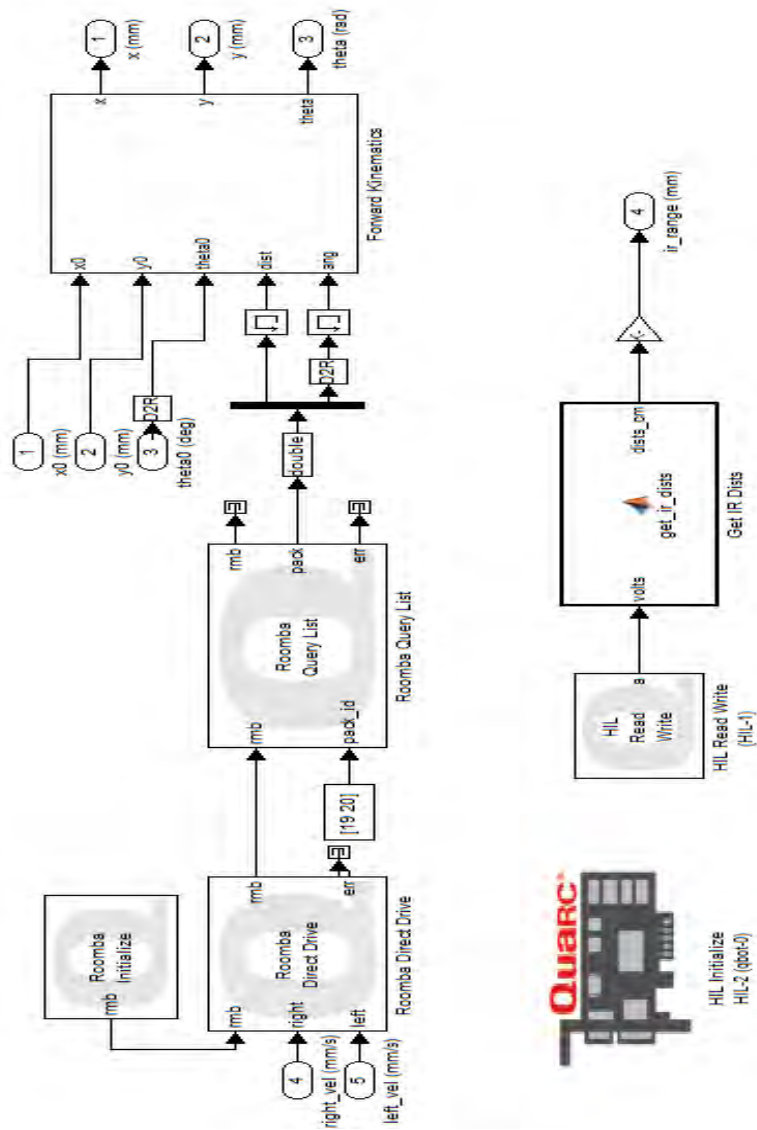 rmb
Roomba
Initialize
rmb
right
left
Roomba
Direct Drive
rmb
err
Roomba Direct Drive
4
right_vel (mm/s)
5
left_vel (mm/s)
[19 20]
rmb
pack_id
Roomba
Query List
rmb
pack
err
Roomba Query List
double
1
x0 (mm)
2
y0 (mm)
3
theta0 (deg)
D2R
D2R
x0
y0
theta0
dist
ang
x
y
theta
Forward Kinematics
1
x (mm)
2
y (mm)
3
theta (rad)
QUARC
HIL Initialize
HIL-2 (qbot-0)
HIL
Read
Write
a
HIL Read Write
(HIL-1)
volts
get_ir_dists
dists_om
Get IR Dists
K-
4
ir_range (mm)